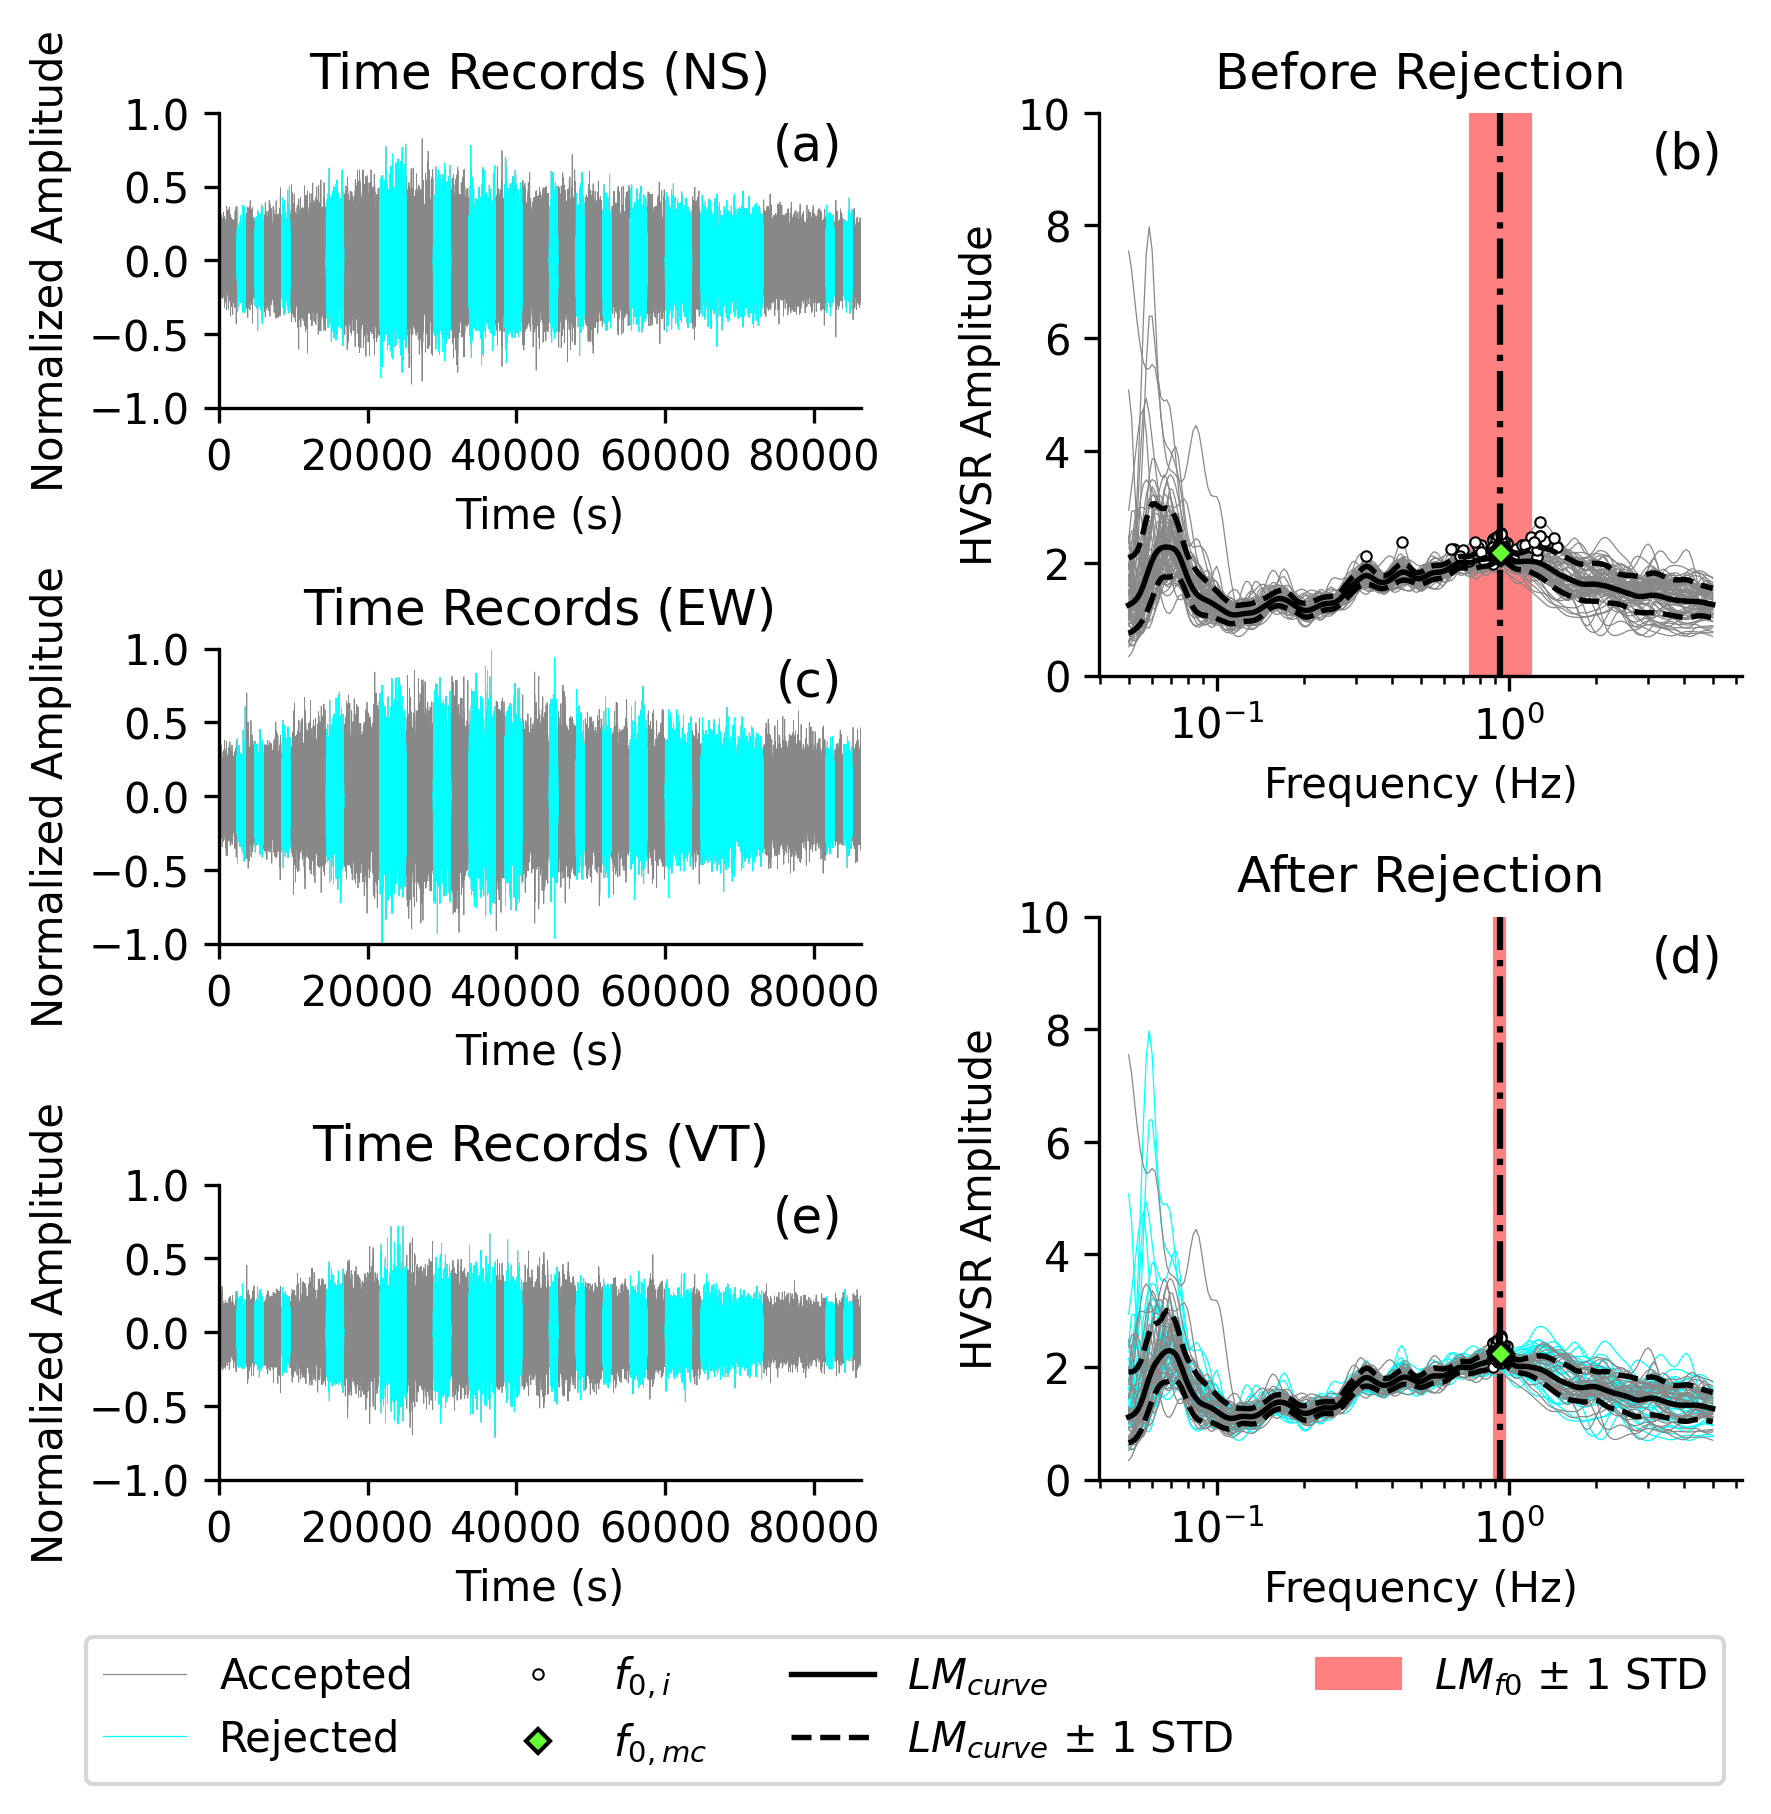 Time Records (NS)
Normalized Amplitude
1.0
0.5
0.0
−0.5
−1.0
(a)
0 20000 40000 60000 80000
Time (s)
Before Rejection
HVSR Amplitude
10
8
6
4
2
0
(b)
10⁻¹ 10⁰
Frequency (Hz)
Time Records (EW)
Normalized Amplitude
1.0
0.5
0.0
−0.5
−1.0
(c)
0 20000 40000 60000 80000
Time (s)
After Rejection
HVSR Amplitude
10
8
6
4
2
0
(d)
10⁻¹ 10⁰
Frequency (Hz)
Time Records (VT)
Normalized Amplitude
1.0
0.5
0.0
−0.5
−1.0
(e)
0 20000 40000 60000 80000
Time (s)
Accepted
Rejected
f0,i
f0,mc
LMcurve
LMcurve ± 1 STD
LMf0 ± 1 STD